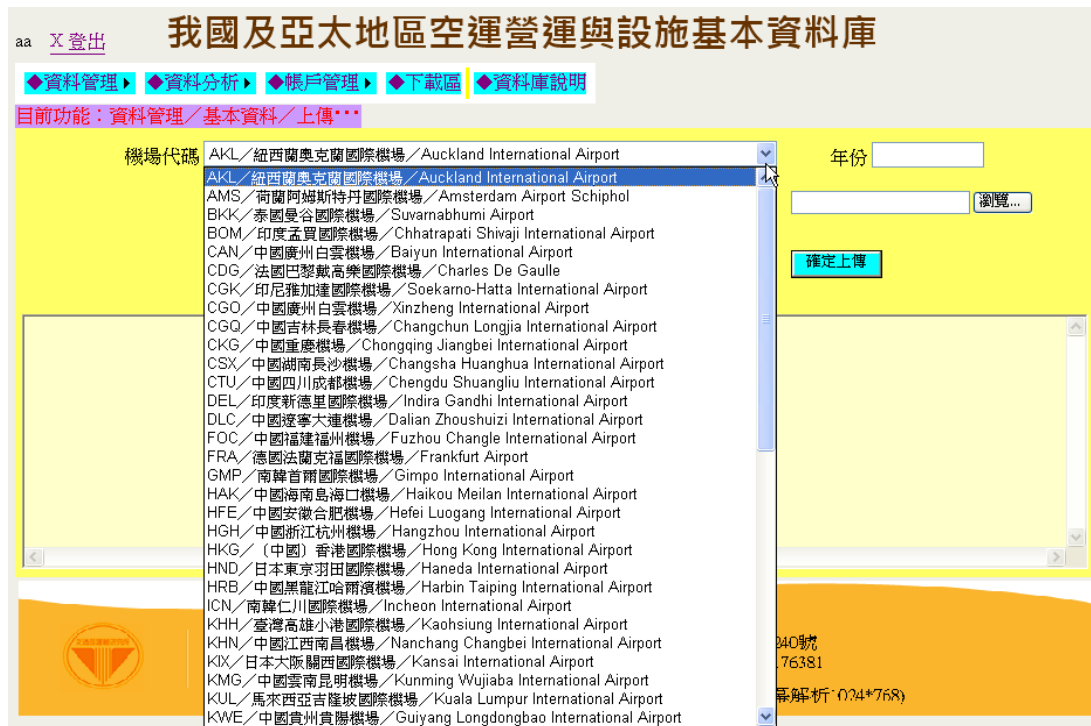 aa X 登出 我國及亞太地區空運營運與設施基本資料庫
◆資料管理▶ ◆資料分析▶ ◆帳戶管理▶ ◆下載區 ◆資料庫說明
目前功能：資料管理／基本資料／上傳‧‧‧
機場代碼 AKL／紐西蘭奧克蘭國際機場／Auckland International Airport 年份
AKL／紐西蘭奧克蘭國際機場／Auckland International Airport
AMS／荷蘭阿姆斯特丹國際機場／Amsterdam Airport Schiphol
瀏覽...
BKK／泰國曼谷國際機場／Suvarnabhumi Airport
BOM／印度孟買國際機場／Chhatrapati Shivaji International Airport
CAN／中國廣州白雲機場／Baiyun International Airport
確定上傳
CDG／法國巴黎戴高樂國際機場／Charles De Gaulle
CGK／印尼雅加達國際機場／Soekarno-Hatta International Airport
CGO／中國廣州白雲機場／Xinzheng International Airport
CGQ／中國吉林長春機場／Changchun Longjia International Airport
CKG／中國重慶機場／Chongqing Jiangbei International Airport
CSX／中國湖南長沙機場／Changsha Huanghua International Airport
CTU／中國四川成都機場／Chengdu Shuangliu International Airport
DEL／印度新德里國際機場／Indira Gandhi International Airport
DLC／中國遼寧大連機場／Dalian Zhoushuizi International Airport
FOC／中國福建福州機場／Fuzhou Changle International Airport
FRA／德國法蘭克福國際機場／Frankfurt Airport
GMP／南韓首爾國際機場／Gimpo International Airport
HAK／中國海南島海口機場／Haikou Meilan International Airport
HFE／中國安徽合肥機場／Hefei Luogang International Airport
HGH／中國浙江杭州機場／Hangzhou International Airport
HKG／〔中國〕香港國際機場／Hong Kong International Airport
HND／日本東京羽田國際機場／Haneda International Airport
HRB／中國黑龍江哈爾濱機場／Harbin Taiping International Airport
ICN／南韓仁川國際機場／Incheon International Airport
KHH／臺灣高雄小港國際機場／Kaohsiung International Airport
KHN／中國江西南昌機場／Nanchang Changbei International Airport
240號
KIX／日本大阪關西國際機場／Kansai International Airport
76381
KMG／中國雲南昆明機場／Kunming Wujiaba International Airport
KUL／馬來西亞吉隆坡國際機場／Kuala Lumpur International Airport
幕解析1024*768)
KWE／中國貴州貴陽機場／Guiyang Longdongbao International Airport